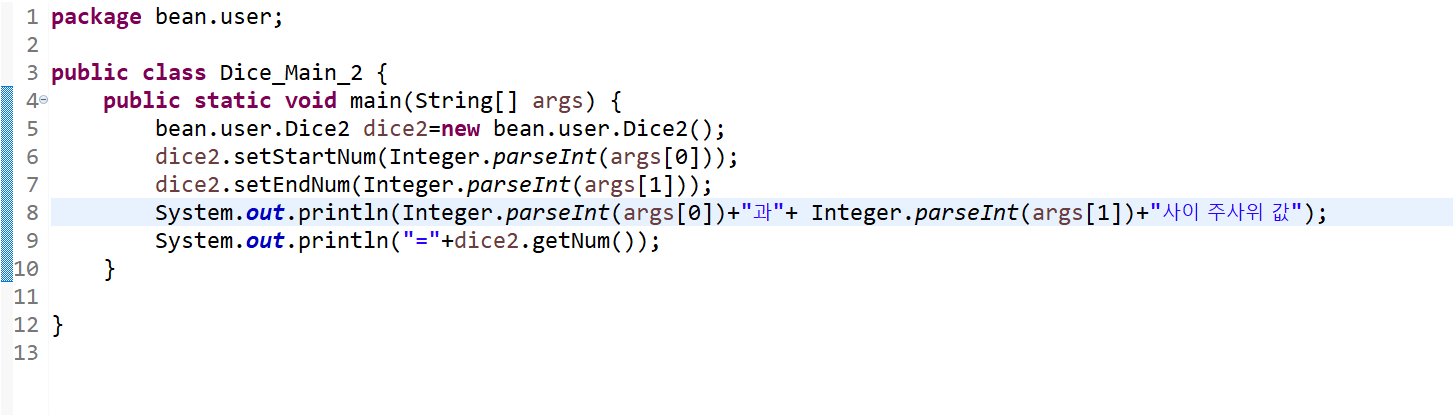 1 package bean.user;
2
3 public class Dice_Main_2 {
4     public static void main(String[] args) {
5         bean.user.Dice2 dice2=new bean.user.Dice2();
6         dice2.setStartNum(Integer.parseInt(args[0]));
7         dice2.setEndNum(Integer.parseInt(args[1]));
8         System.out.println(Integer.parseInt(args[0])+"과"+ Integer.parseInt(args[1])+"사이 주사위 값");
9         System.out.println("="+dice2.getNum());
10     }
11
12 }
13